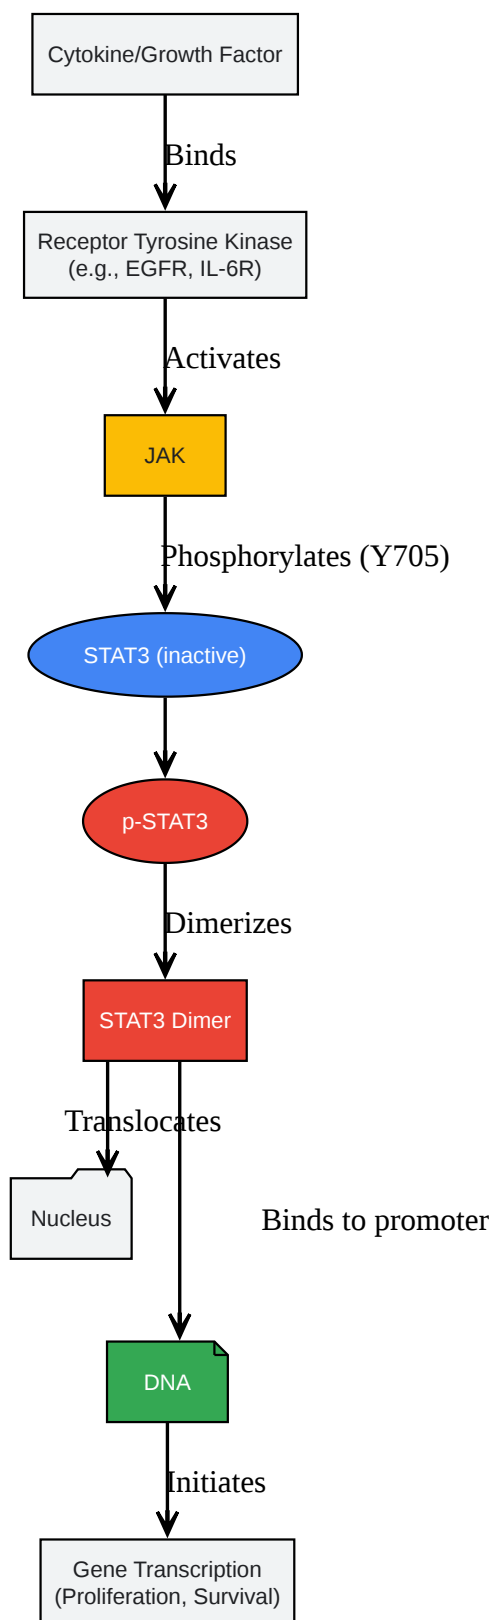 Cytokine/Growth Factor
Binds
Receptor Tyrosine Kinase
(e.g., EGFR, IL-6R)
Activates
JAK
Phosphorylates (Y705)
STAT3 (inactive)
p-STAT3
Dimerizes
STAT3 Dimer
Translocates
Nucleus
Binds to promoter
DNA
Initiates
Gene Transcription
(Proliferation, Survival)